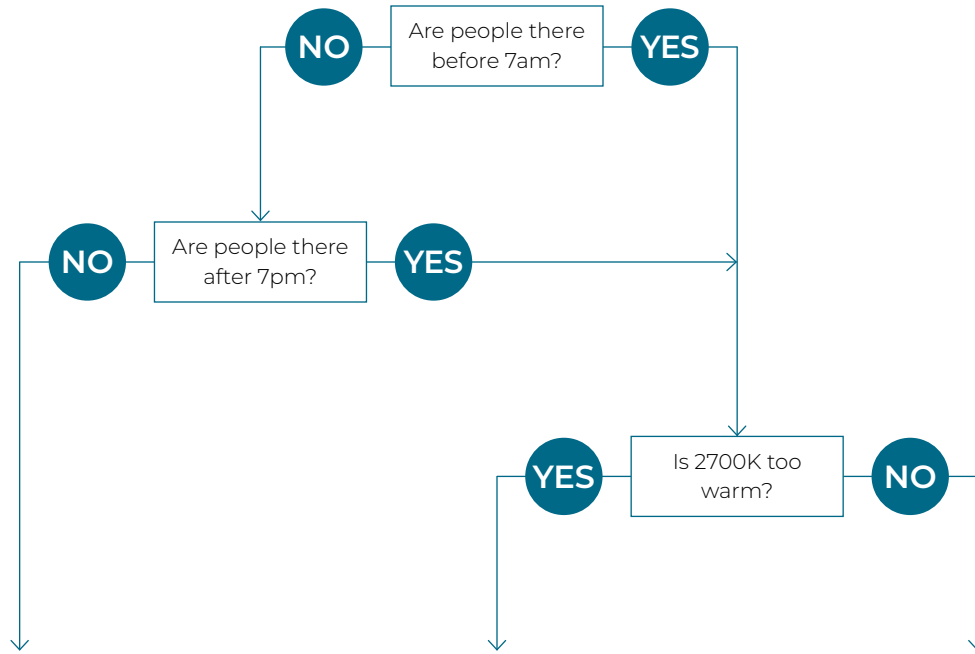 NO
Are people there
before 7am?
YES
NO
Are people there
after 7pm?
YES
YES
Is 2700K too
warm?
NO